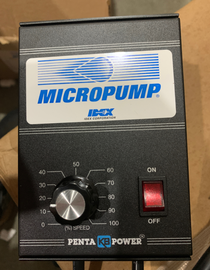 MICROPUMP®
IDEX
IDEX CORPORATION
50
40 60
30 70
20 80
10 90
0 100
(%) SPEED
ON
OFF
PENTA KB POWER®